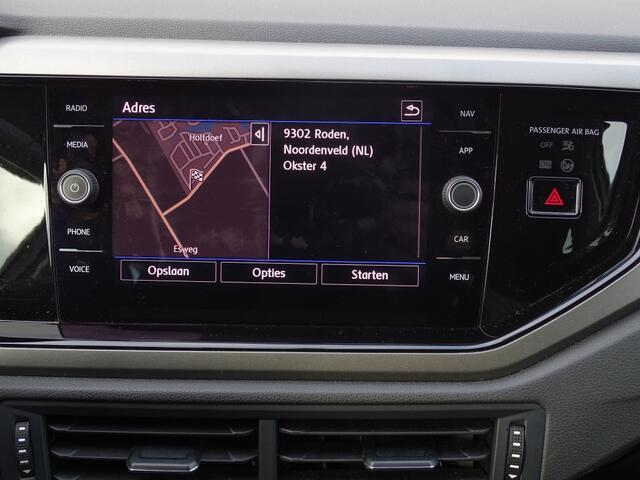 Adres
RADIO
MEDIA
PHONE
VOICE
NAV
APP
CAR
MENU
Holtdoef
Esweg
9302 Roden,
Noordenveld (NL)
Okster 4
Opslaan
Opties
Starten
PASSENGER AIR BAG
OFF